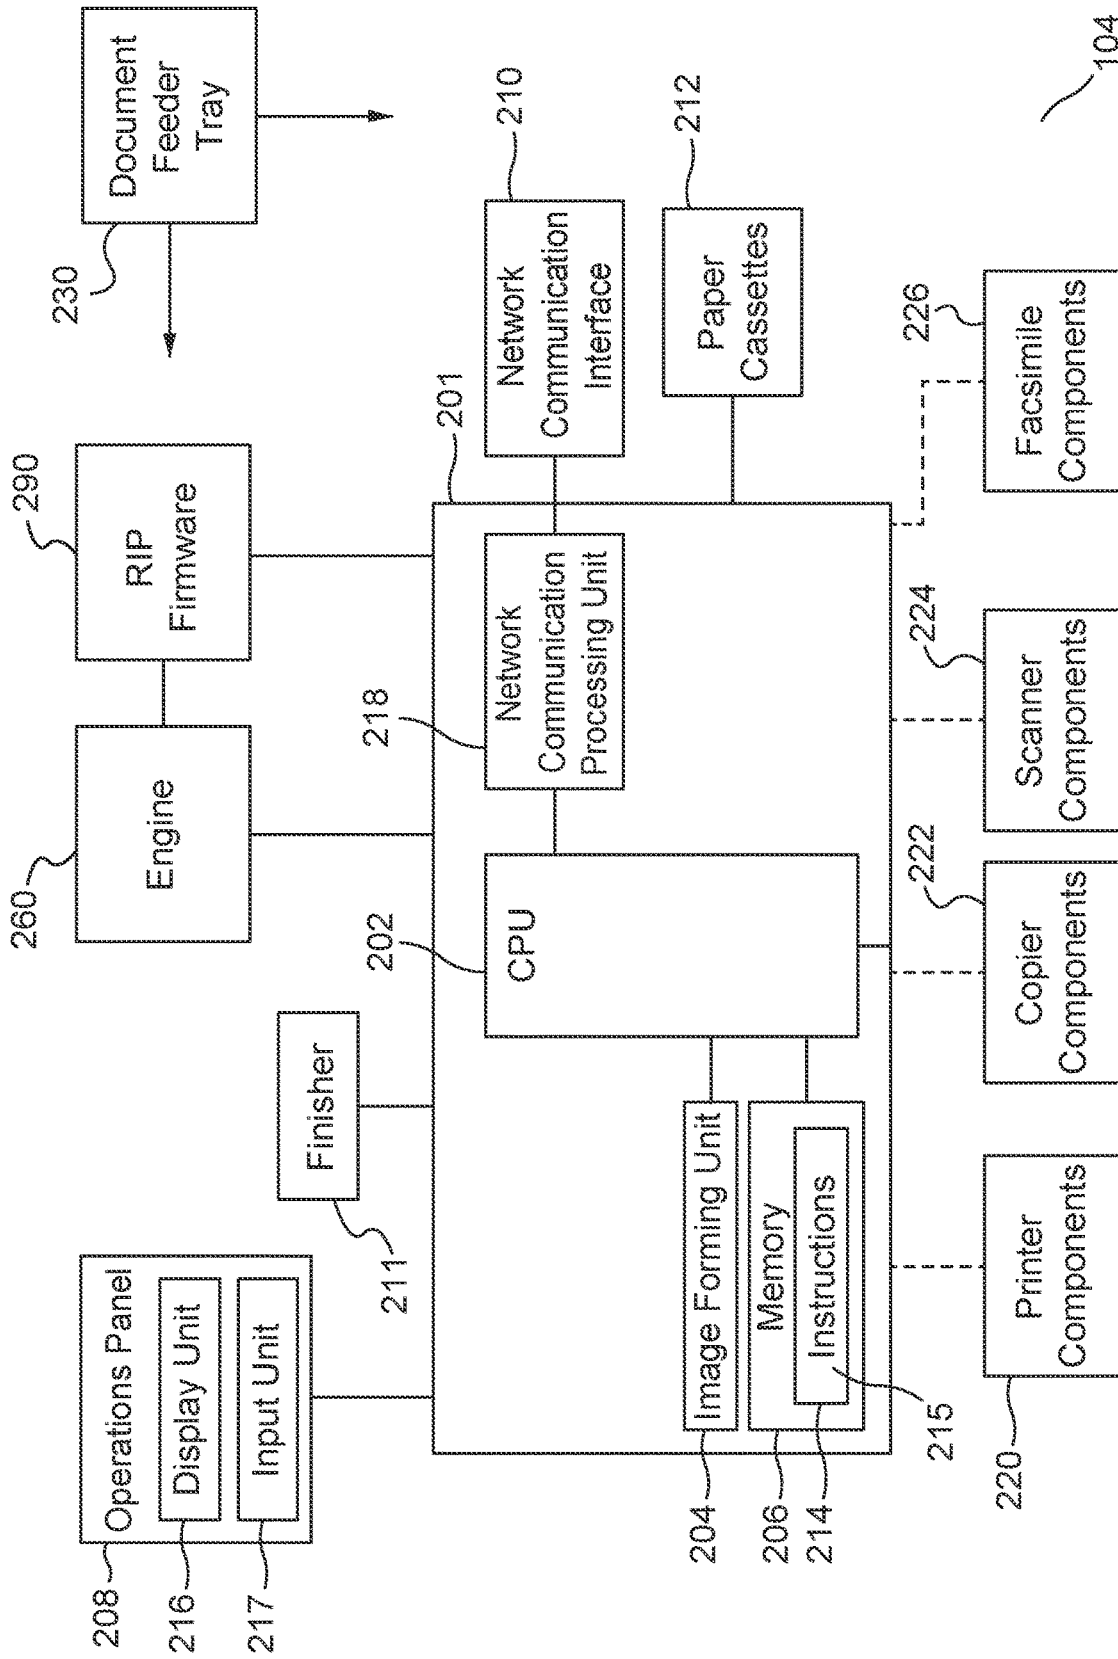 208
Operations Panel
216
Display Unit
217
Input Unit
211
Finisher
260
Engine
290
RIP
Firmware
230
Document
Feeder
Tray
201
202
CPU
218
Network
Communication
Processing Unit
210
Network
Communication
Interface
212
Paper
Cassettes
204
Image Forming Unit
206
Memory
214
Instructions
215
220
Printer
Components
222
Copier
Components
224
Scanner
Components
226
Facsimile
Components
104